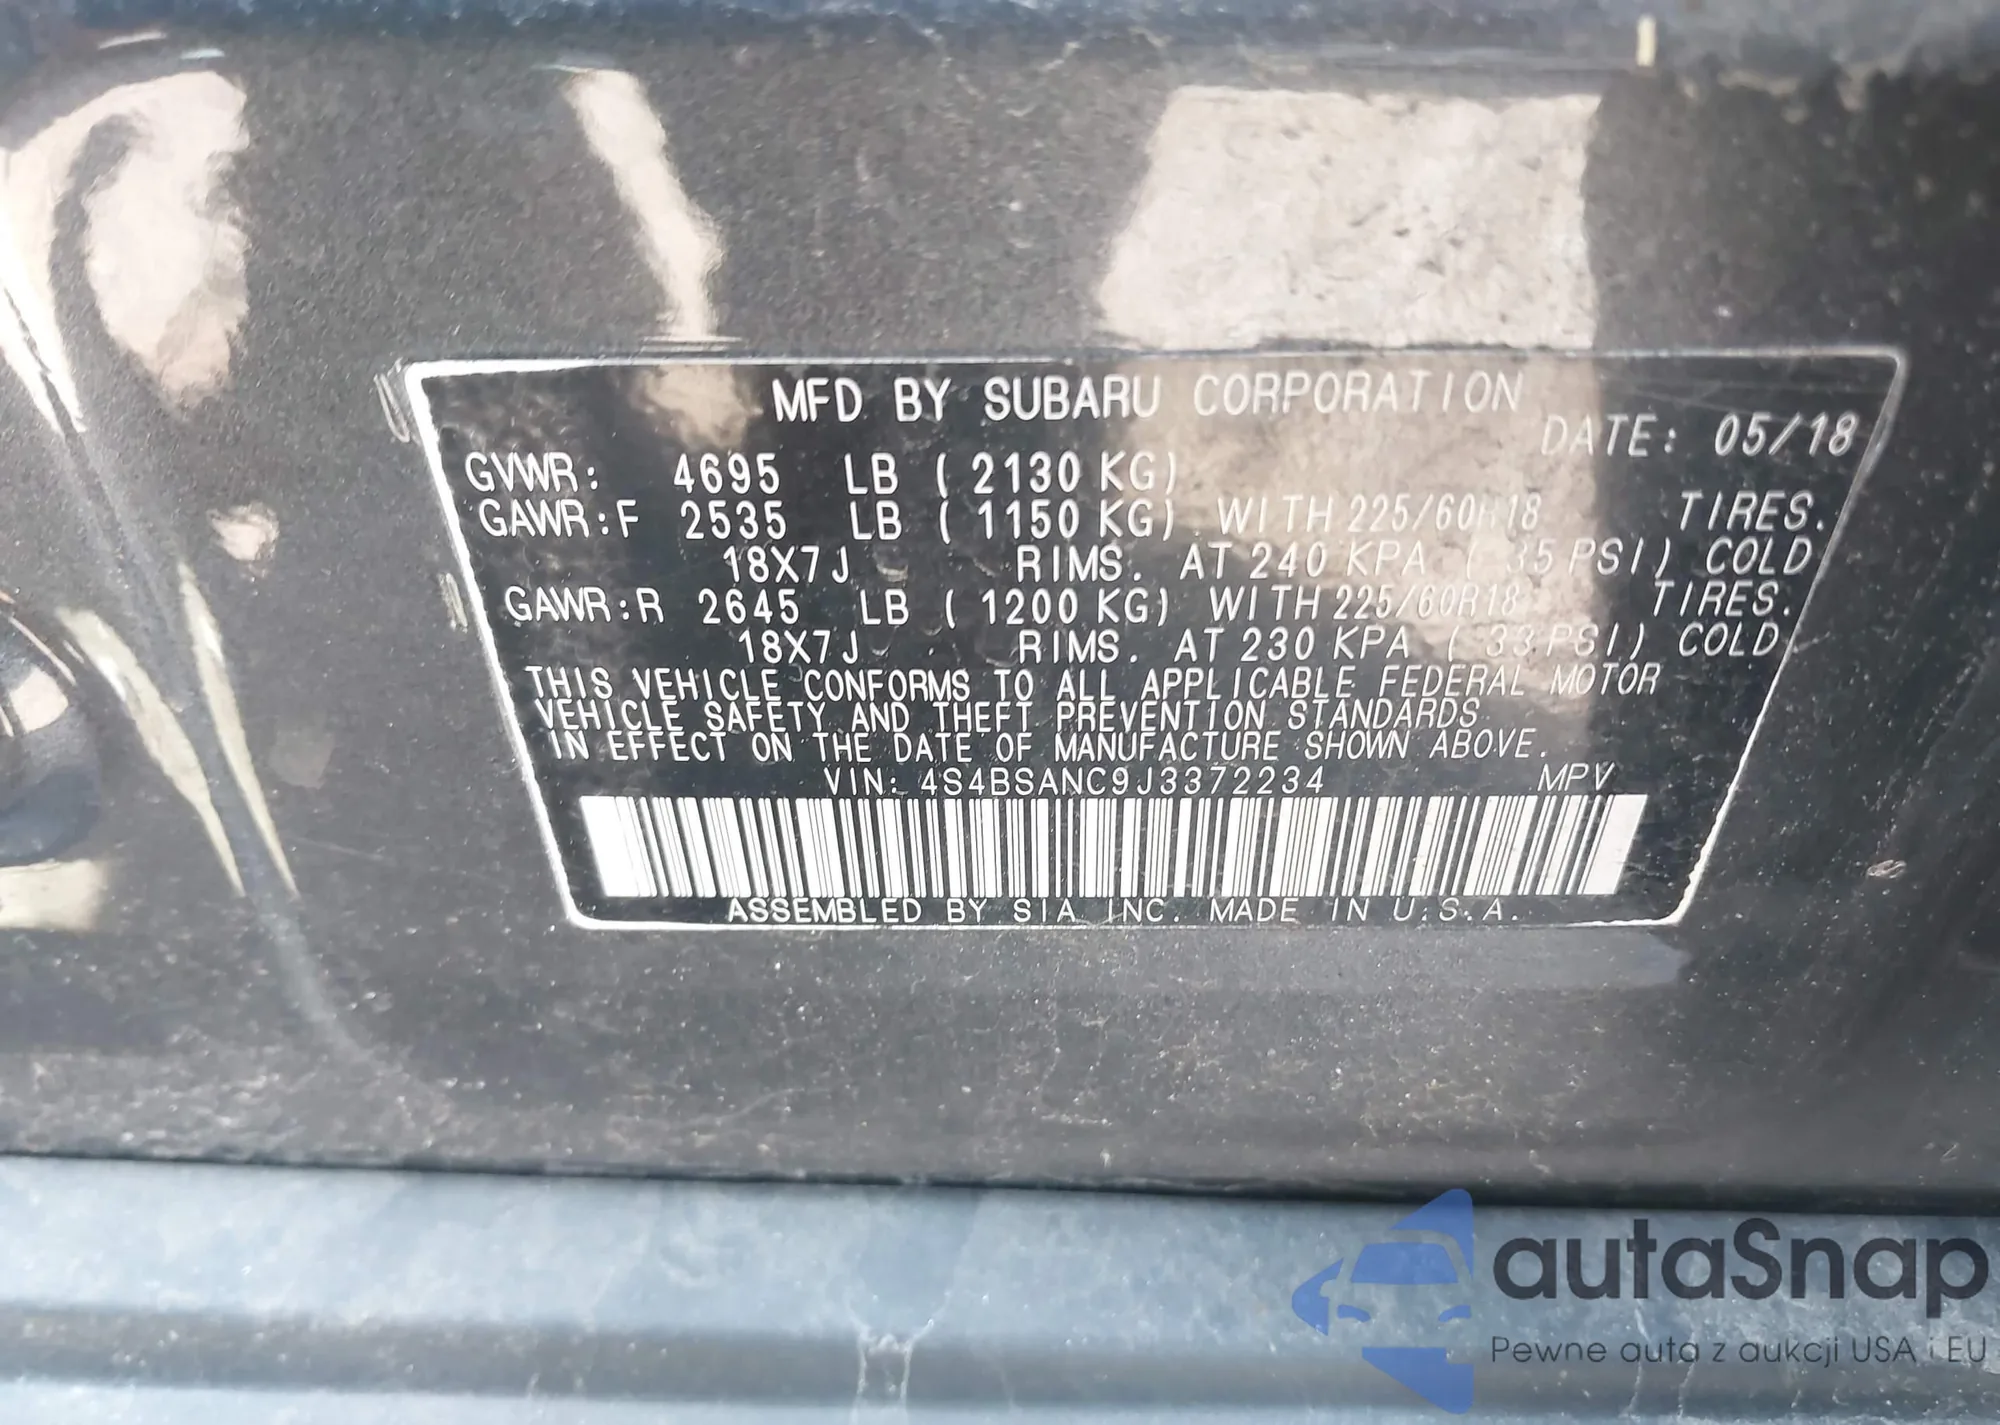 MFD BY SUBARU CORPORATION
DATE: 05/18
GVWR: 4695 LB ( 2130 KG)
GAWR:F 2535 LB ( 1150 KG) WITH 225/60H18 TIRES.
18X7J RIMS. AT 240 KPA ( 35 PSI) COLD
GAWR:R 2645 LB ( 1200 KG) WITH 225/60R18 TIRES.
18X7J RIMS. AT 230 KPA ( 33 PSI) COLD.
THIS VEHICLE CONFORMS TO ALL APPLICABLE FEDERAL MOTOR
VEHICLE SAFETY AND THEFT PREVENTION STANDARDS
IN EFFECT ON THE DATE OF MANUFACTURE SHOWN ABOVE.
VIN: 4S4BSANC9J3372234 MPV
ASSEMBLED BY SIA INC. MADE IN U.S.A.
autaSnap
Pewne auta z aukcji USA i EU